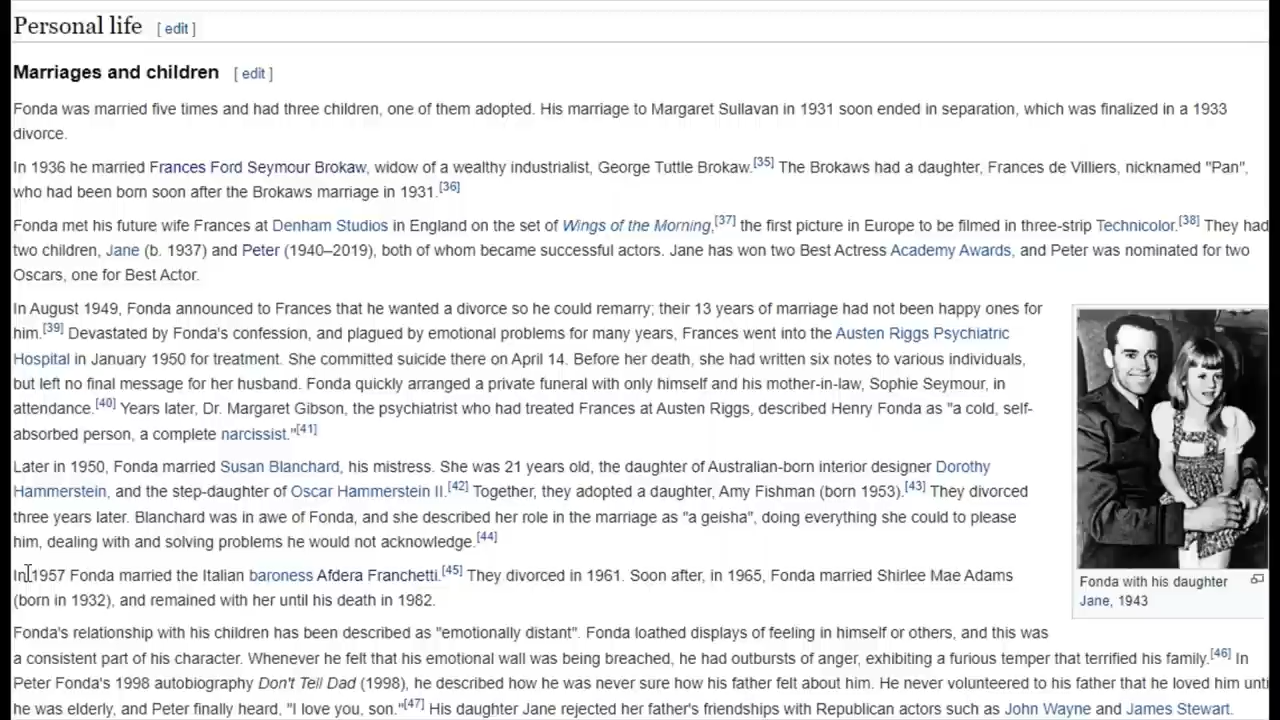 Personal life [ edit ]
Marriages and children [ edit ]
Fonda was married five times and had three children, one of them adopted. His marriage to Margaret Sullavan in 1931 soon ended in separation, which was finalized in a 1933
divorce.
In 1936 he married Frances Ford Seymour Brokaw, widow of a wealthy industrialist, George Tuttle Brokaw.[35] The Brokaws had a daughter, Frances de Villiers, nicknamed "Pan",
who had been born soon after the Brokaws marriage in 1931.[36]
Fonda met his future wife Frances at Denham Studios in England on the set of Wings of the Morning,[37] the first picture in Europe to be filmed in three-strip Technicolor.[38] They had
two children, Jane (b. 1937) and Peter (1940–2019), both of whom became successful actors. Jane has won two Best Actress Academy Awards, and Peter was nominated for two
Oscars, one for Best Actor.
In August 1949, Fonda announced to Frances that he wanted a divorce so he could remarry; their 13 years of marriage had not been happy ones for
him.[39] Devastated by Fonda's confession, and plagued by emotional problems for many years, Frances went into the Austen Riggs Psychiatric
Hospital in January 1950 for treatment. She committed suicide there on April 14. Before her death, she had written six notes to various individuals,
but left no final message for her husband. Fonda quickly arranged a private funeral with only himself and his mother-in-law, Sophie Seymour, in
attendance.[40] Years later, Dr. Margaret Gibson, the psychiatrist who had treated Frances at Austen Riggs, described Henry Fonda as "a cold, self-
absorbed person, a complete narcissist."[41]
Later in 1950, Fonda married Susan Blanchard, his mistress. She was 21 years old, the daughter of Australian-born interior designer Dorothy
Hammerstein, and the step-daughter of Oscar Hammerstein II.[42] Together, they adopted a daughter, Amy Fishman (born 1953).[43] They divorced
three years later. Blanchard was in awe of Fonda, and she described her role in the marriage as "a geisha", doing everything she could to please
him, dealing with and solving problems he would not acknowledge.[44]
In 1957 Fonda married the Italian baroness Afdera Franchetti.[45] They divorced in 1961. Soon after, in 1965, Fonda married Shirlee Mae Adams
(born in 1932), and remained with her until his death in 1982.
Fonda with his daughter
Jane, 1943
Fonda's relationship with his children has been described as "emotionally distant". Fonda loathed displays of feeling in himself or others, and this was
a consistent part of his character. Whenever he felt that his emotional wall was being breached, he had outbursts of anger, exhibiting a furious temper that terrified his family.[46] In
Peter Fonda's 1998 autobiography Don't Tell Dad (1998), he described how he was never sure how his father felt about him. He never volunteered to his father that he loved him unti
he was elderly, and Peter finally heard, "I love you, son."[47] His daughter Jane rejected her father's friendships with Republican actors such as John Wayne and James Stewart.